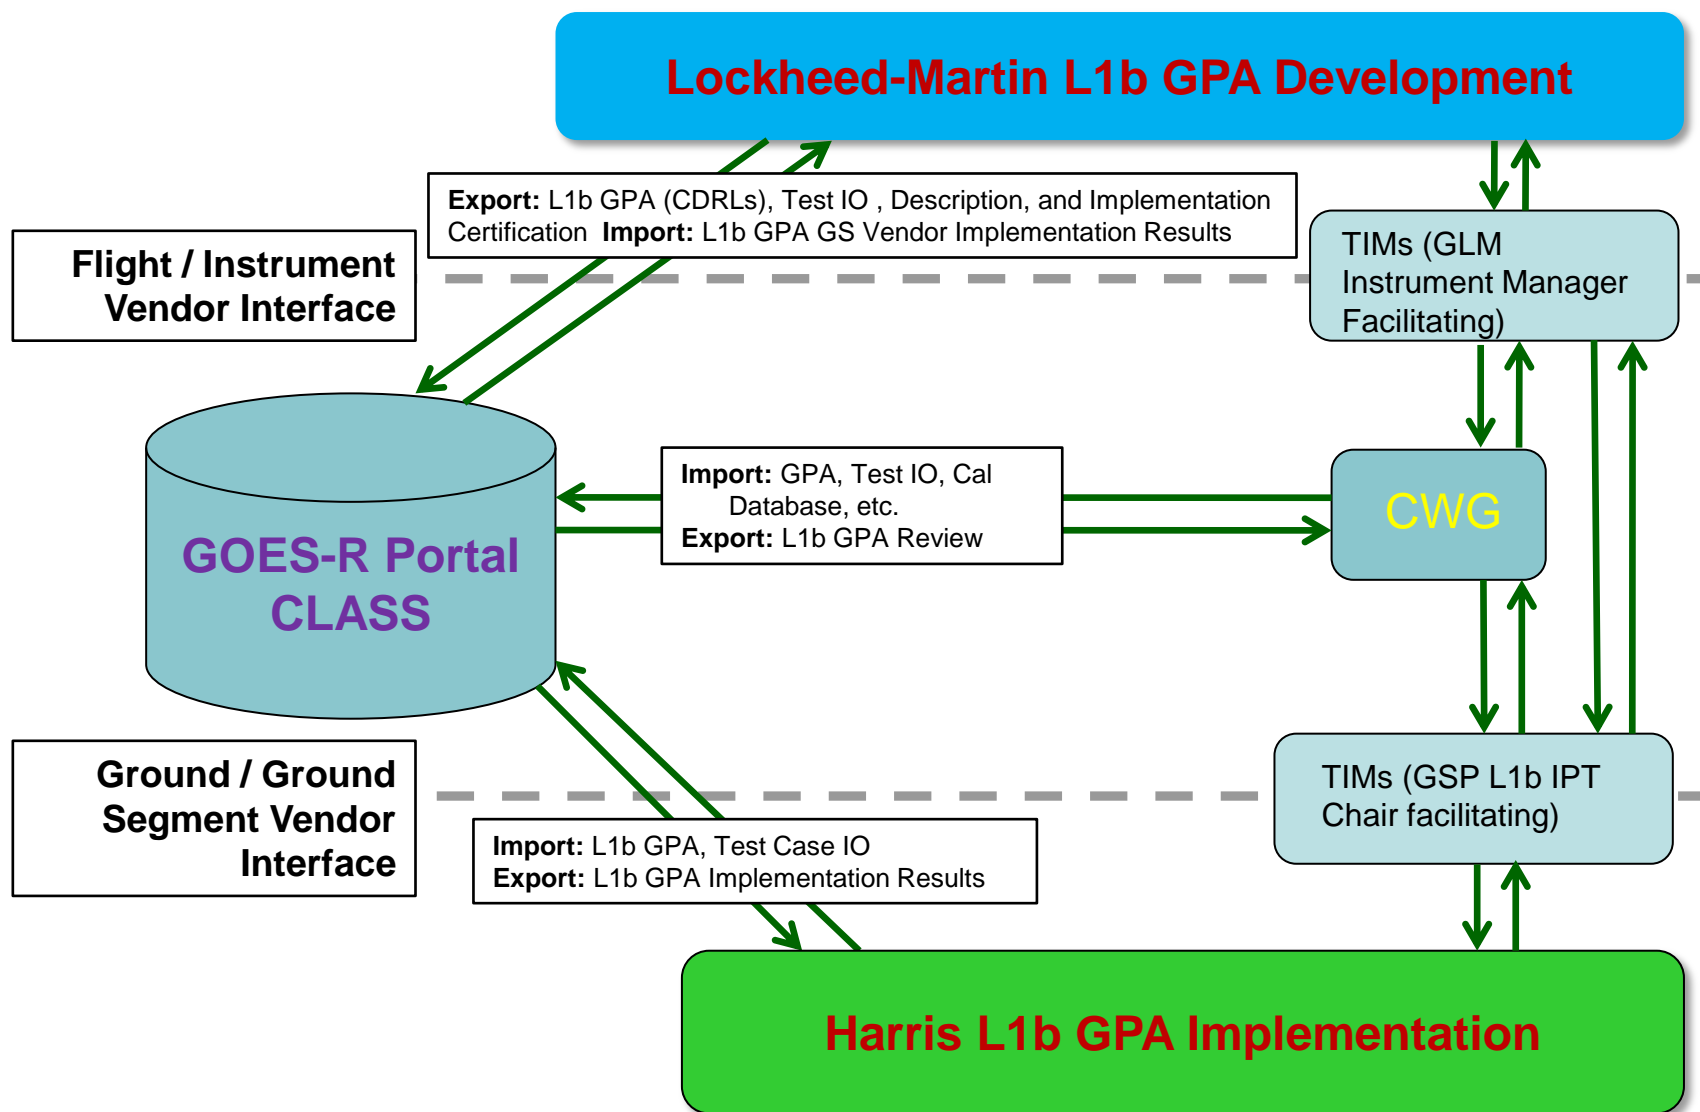 Lockheed-Martin L1b GPA Development
Export: L1b GPA (CDRLs), Test IO , Description, and Implementation
Certification  Import: L1b GPA GS Vendor Implementation Results
Flight / Instrument
Vendor Interface
TIMs (GLM
Instrument Manager
Facilitating)
Import: GPA, Test IO, Cal
Database, etc.
Export: L1b GPA Review
CWG
GOES-R Portal
CLASS
Ground / Ground
Segment Vendor
Interface
TIMs (GSP L1b IPT
Chair facilitating)
Import: L1b GPA, Test Case IO
Export: L1b GPA Implementation Results
Harris L1b GPA Implementation